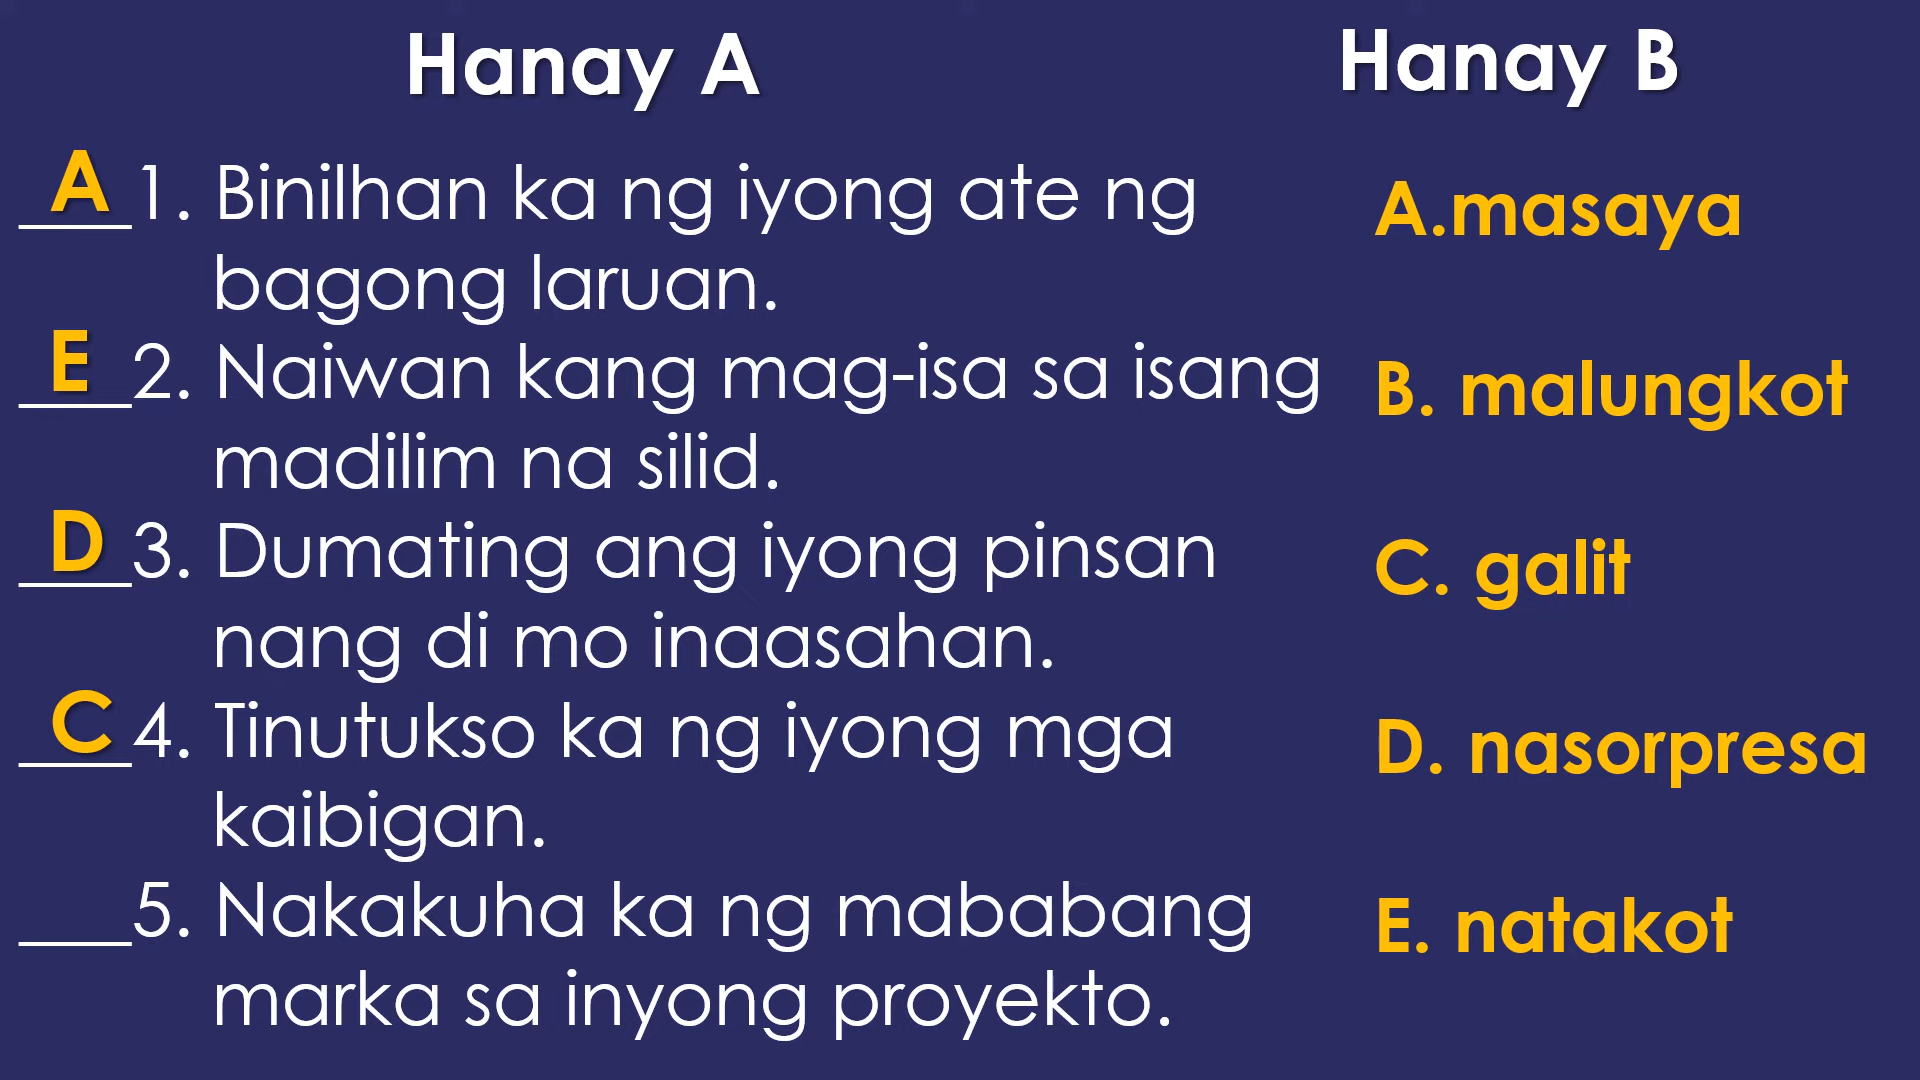 Hanay A
A 1. Binilhan ka ng iyong ate ng
bagong laruan.
E 2. Naiwan kang mag-isa sa isang
madilim na silid.
D 3. Dumating ang iyong pinsan
nang di mo inaasahan.
C 4. Tinutukso ka ng iyong mga
kaibigan.
___5. Nakakuha ka ng mababang
marka sa inyong proyekto.
Hanay B
A.masaya
B. malungkot
C. galit
D. nasorpresa
E. natakot